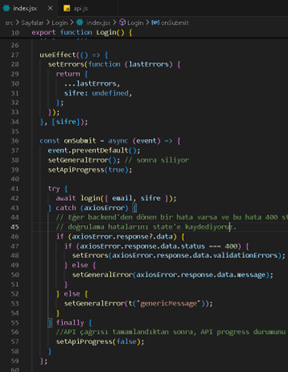 index.jsx × api.js
src > Sayfalar > Login > index.jsx > Login > onSubmit
10 export function Login() {
26
27 useEffect(() => {
28 setErrors(function (lastErrors) {
29 return {
30 ...lastErrors,
31 sifre: undefined,
32 };
33 });
34 }, [sifre]);
35
36 const onSubmit = async (event) => {
37 event.preventDefault();
38 setGeneralError(); // sonra siliyor
39 setApiProgress(true);
40
41 try {
42 await login({ email, sifre });
43 } catch (axiosError) {
44 // Eğer backend'den dönen bir hata varsa ve bu hata 400 st
45 // doğrulama hatalarını state'e kaydediyoruz.
46 if (axiosError.response?.data) {
47 if (axiosError.response.data.status === 400) {
48 setErrors(axiosError.response.data.validationErrors);
49 } else {
50 setGeneralError(axiosError.response.data.message);
51 }
52 } else {
53 setGeneralError(t("genericMessage"));
54 }
55 } finally {
56 //API çağrısı tamamlandıktan sonra, API progress durumunu
57 setApiProgress(false);
58 }
59 };
60